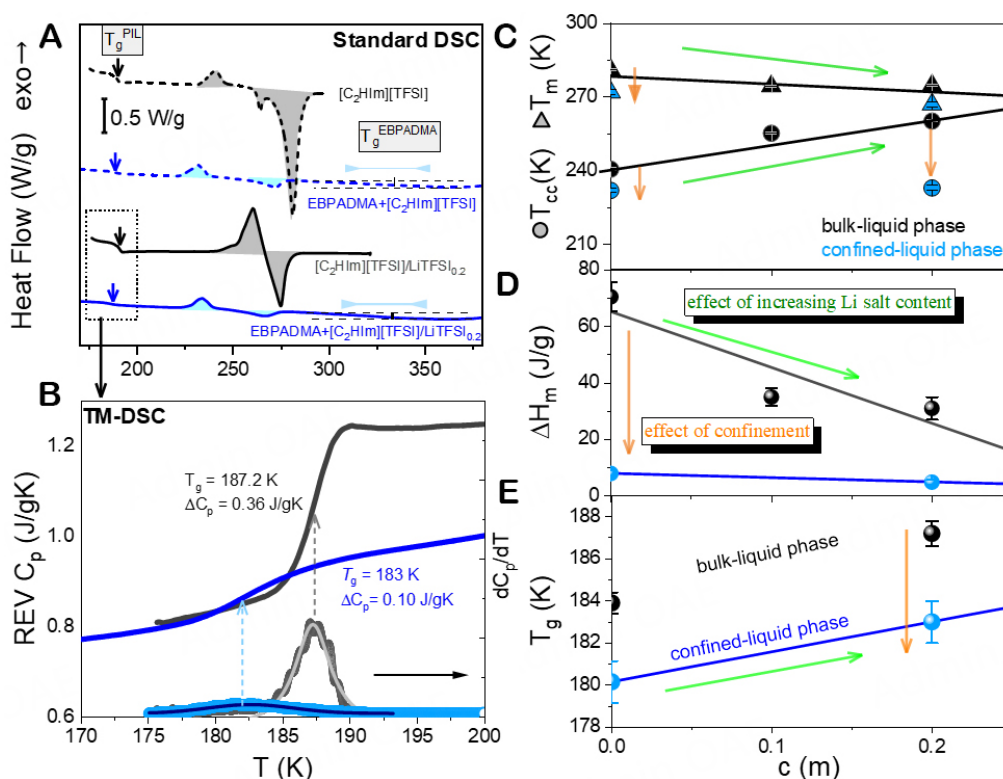 A
Standard DSC
T_g^PIL
Heat Flow (W/g) exo→
0.5 W/g
[C₂HIm][TFSI]
T_g^EBPADMA
EBPADMA+[C₂HIm][TFSI]
[C₂HIm][TFSI]/LiTFSI₀.₂
EBPADMA+[C₂HIm][TFSI]/LiTFSI₀.₂
200 250 300 350
B
TM-DSC
REV Cₚ (J/gK)
1.2
1.0
0.8
0.6
T_g = 187.2 K
ΔCₚ = 0.36 J/gK
T_g = 183 K
ΔCₚ = 0.10 J/gK
dCₚ/dT
170 175 180 185 190 195 200
T (K)
C
T_cc(K) T_m (K)
300
270
240
210
bulk-liquid phase
confined-liquid phase
D
ΔH_m (J/g)
80
60
40
20
0
effect of increasing Li salt content
effect of confinement
E
T_g (K)
188
186
184
182
180
178
bulk-liquid phase
confined-liquid phase
0.0 0.1 0.2
c (m)